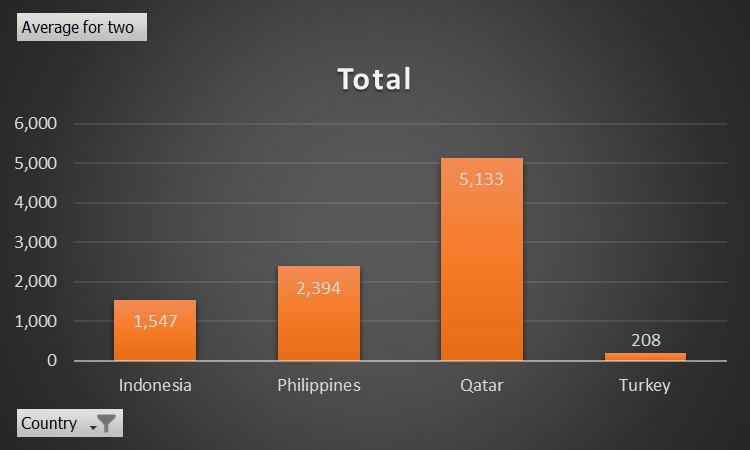 Average for two
Total
6,000
5,000
4,000
3,000
2,000
1,000
0
1,547
2,394
5,133
208
Indonesia
Philippines
Qatar
Turkey
Country